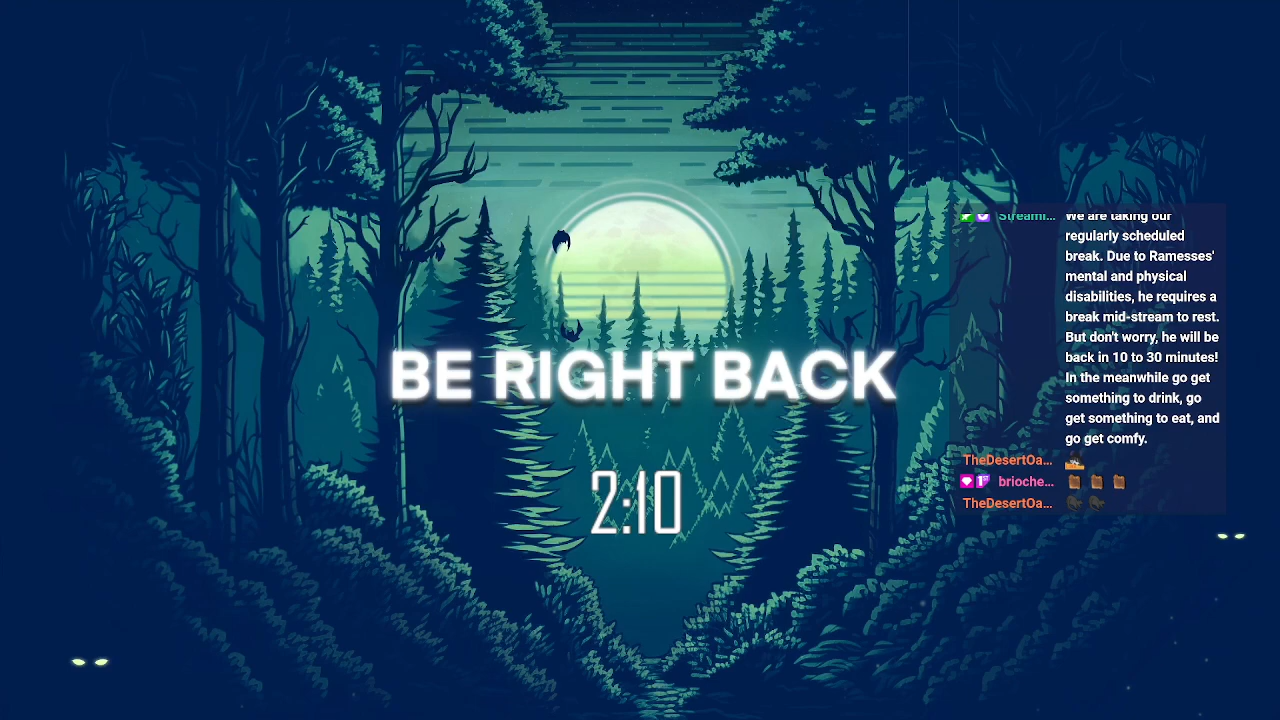 BE RIGHT BACK
2:10
Streami... We are taking our
regularly scheduled
break. Due to Ramesses'
mental and physical
disabilities, he requires a
break mid-stream to rest.
But don't worry, he will be
back in 10 to 30 minutes!
In the meanwhile go get
something to drink, go
get something to eat, and
go get comfy.
TheDesertOa...
brioche...
TheDesertOa...